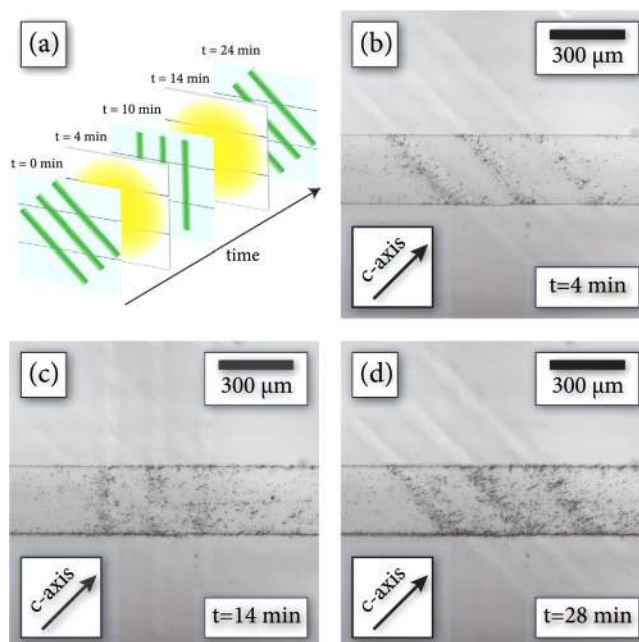 (a)
t = 24 min
t = 14 min
t = 10 min
t = 4 min
t = 0 min
time
(b)
300 μm
c-axis
t=4 min
(c)
300 μm
c-axis
t=14 min
(d)
300 μm
c-axis
t=28 min